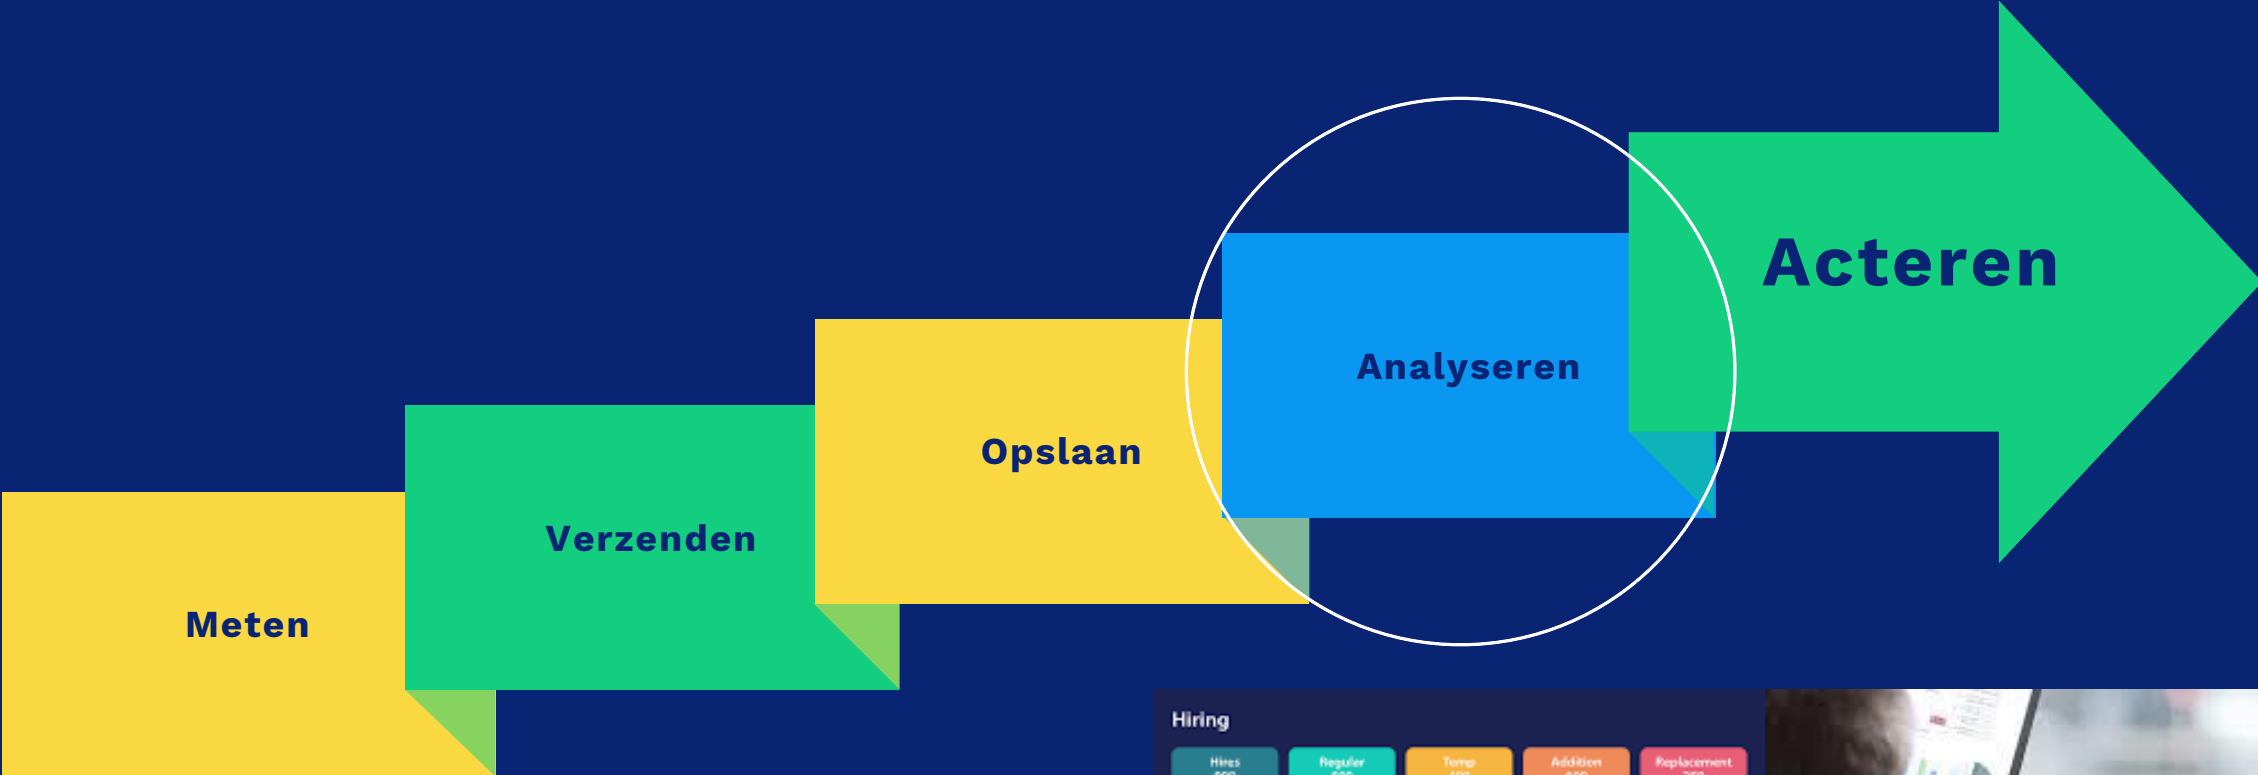 Acteren
Analyseren
Opslaan
Verzenden
Meten
Hiring
Hires
Regular
Temp
Addition
Replacement